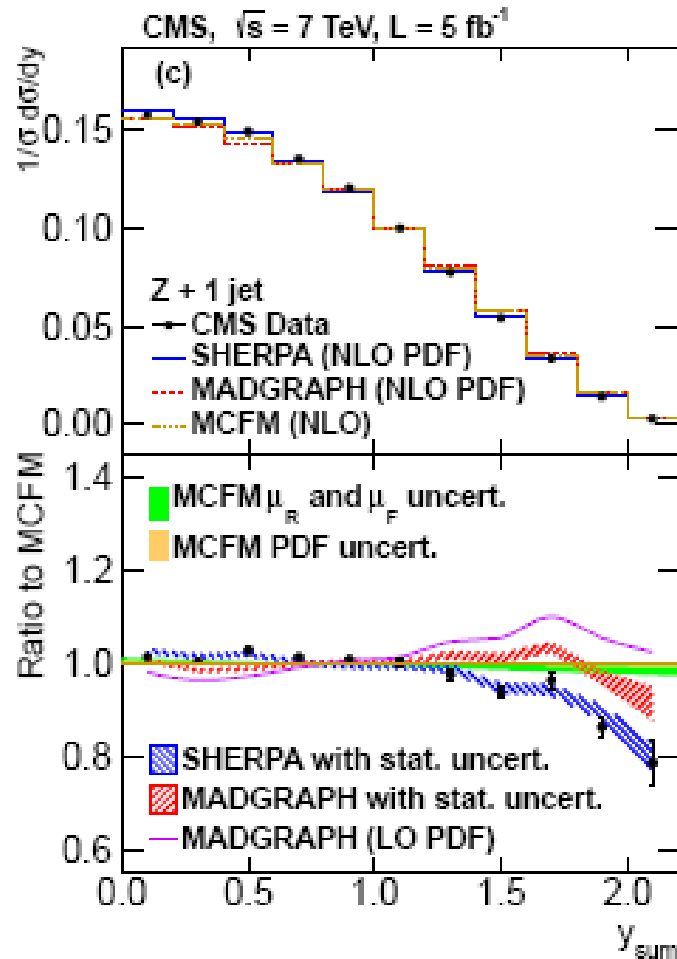 CMS, √s = 7 TeV, L = 5 fb⁻¹
(c)
1/σ dσ/dy
0.15
0.10
0.05
0.00
Z + 1 jet
CMS Data
SHERPA (NLO PDF)
MADGRAPH (NLO PDF)
MCFM (NLO)
Ratio to MCFM
1.4
1.2
1.0
0.8
0.6
MCFM μ_R and μ_F uncert.
MCFM PDF uncert.
SHERPA with stat. uncert.
MADGRAPH with stat. uncert.
MADGRAPH (LO PDF)
0.0 0.5 1.0 1.5 2.0
y_sum